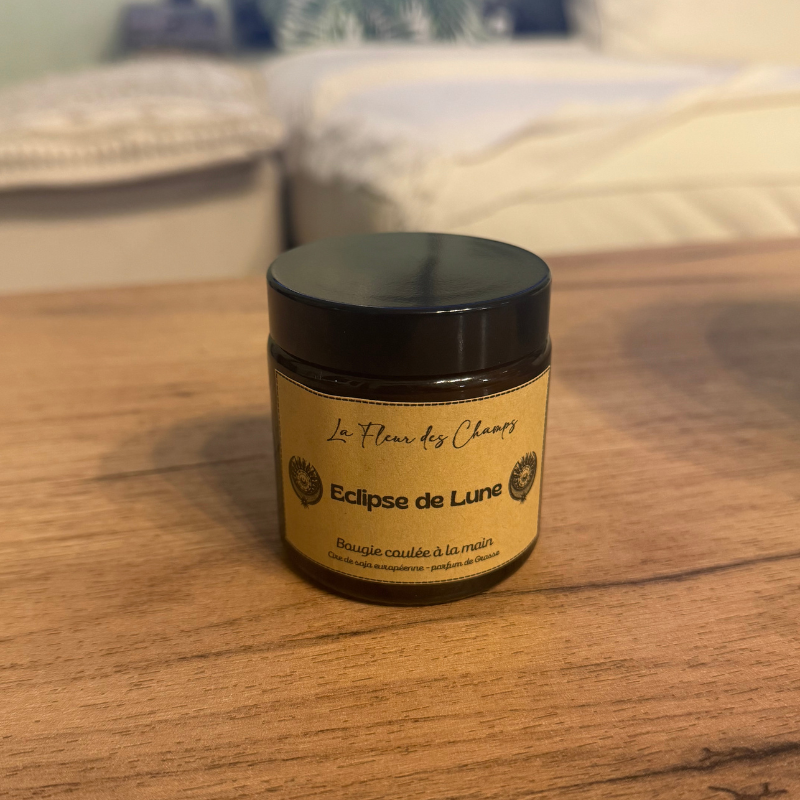 La Fleur des Champs
Eclipse de Lune
Bougie coulée à la main
Cire de soja européenne - parfum de Grasse